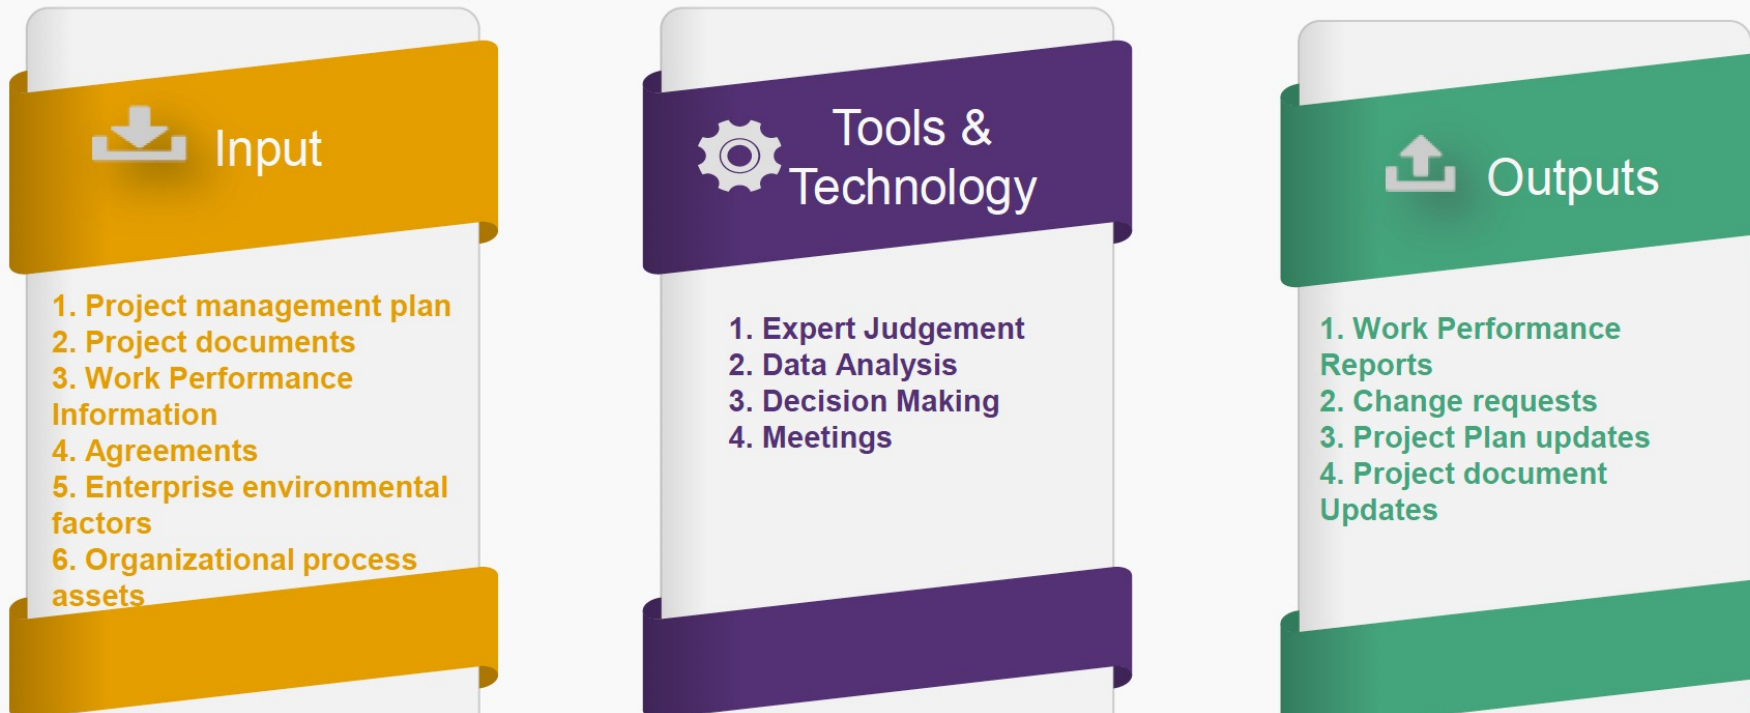 Input
1. Project management plan
2. Project documents
3. Work Performance
Information
4. Agreements
5. Enterprise environmental
factors
6. Organizational process
assets
Tools &
Technology
1. Expert Judgement
2. Data Analysis
3. Decision Making
4. Meetings
Outputs
1. Work Performance
Reports
2. Change requests
3. Project Plan updates
4. Project document
Updates